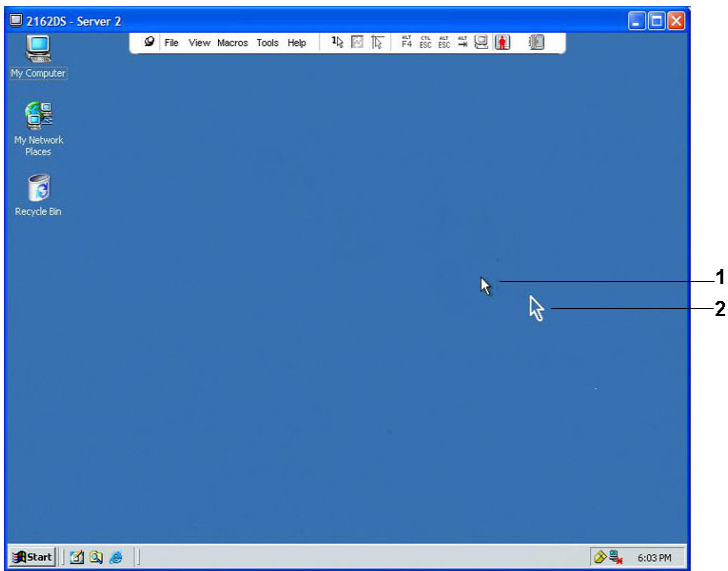 2162DS - Server 2
File View Macros Tools Help
ALT F4 CTL ESC ALT ESC ALT
My Computer
My Network
Places
Recycle Bin
1
2
Start
6:03 PM